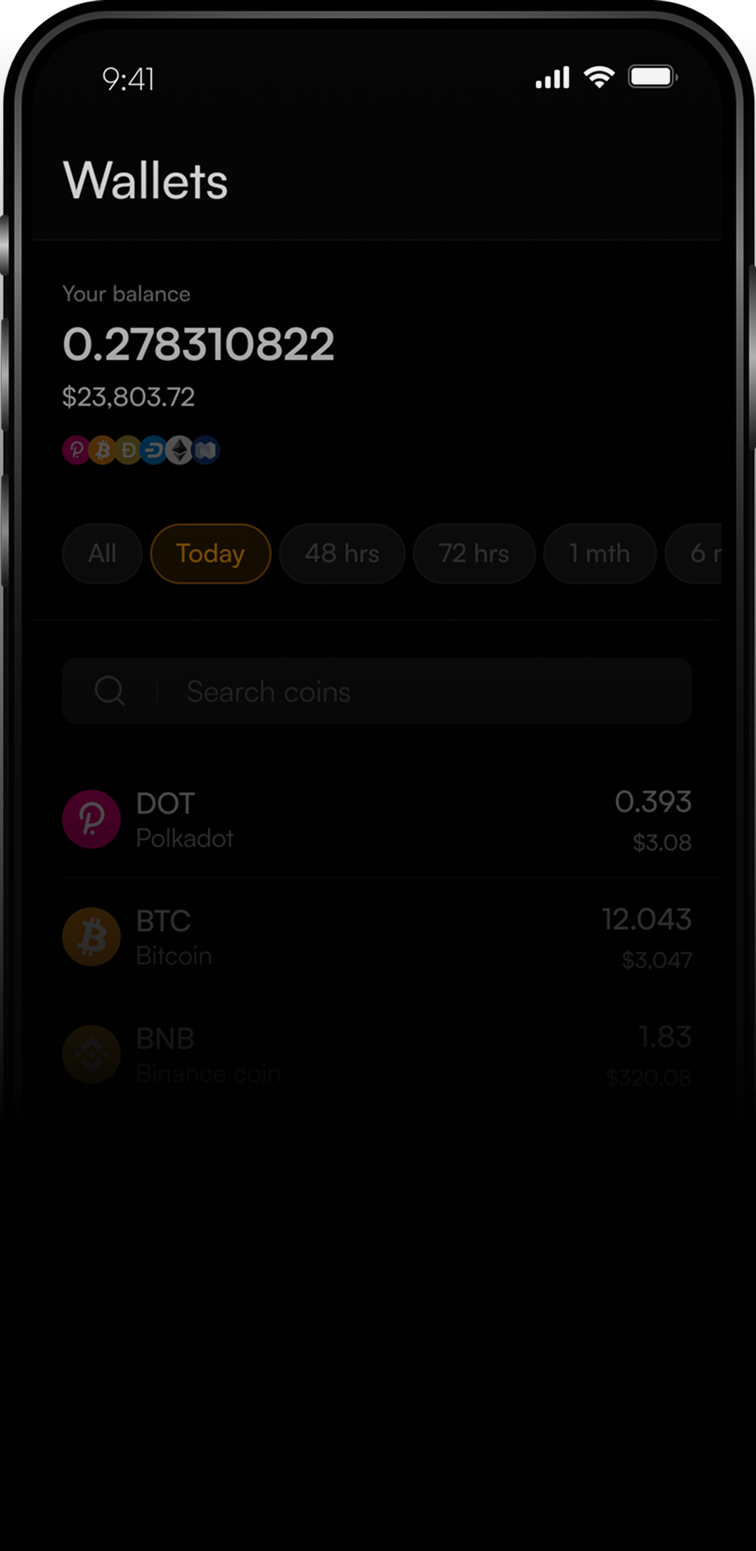 9:41
Wallets
Your balance
0.278310822
$23,803.72
All Today 48 hrs 72 hrs 1 mth 6
Search coins
DOT 0.393
Polkadot $3.08
BTC 12.043
Bitcoin $3,047
BNB 1.83
Binance coin $320.08